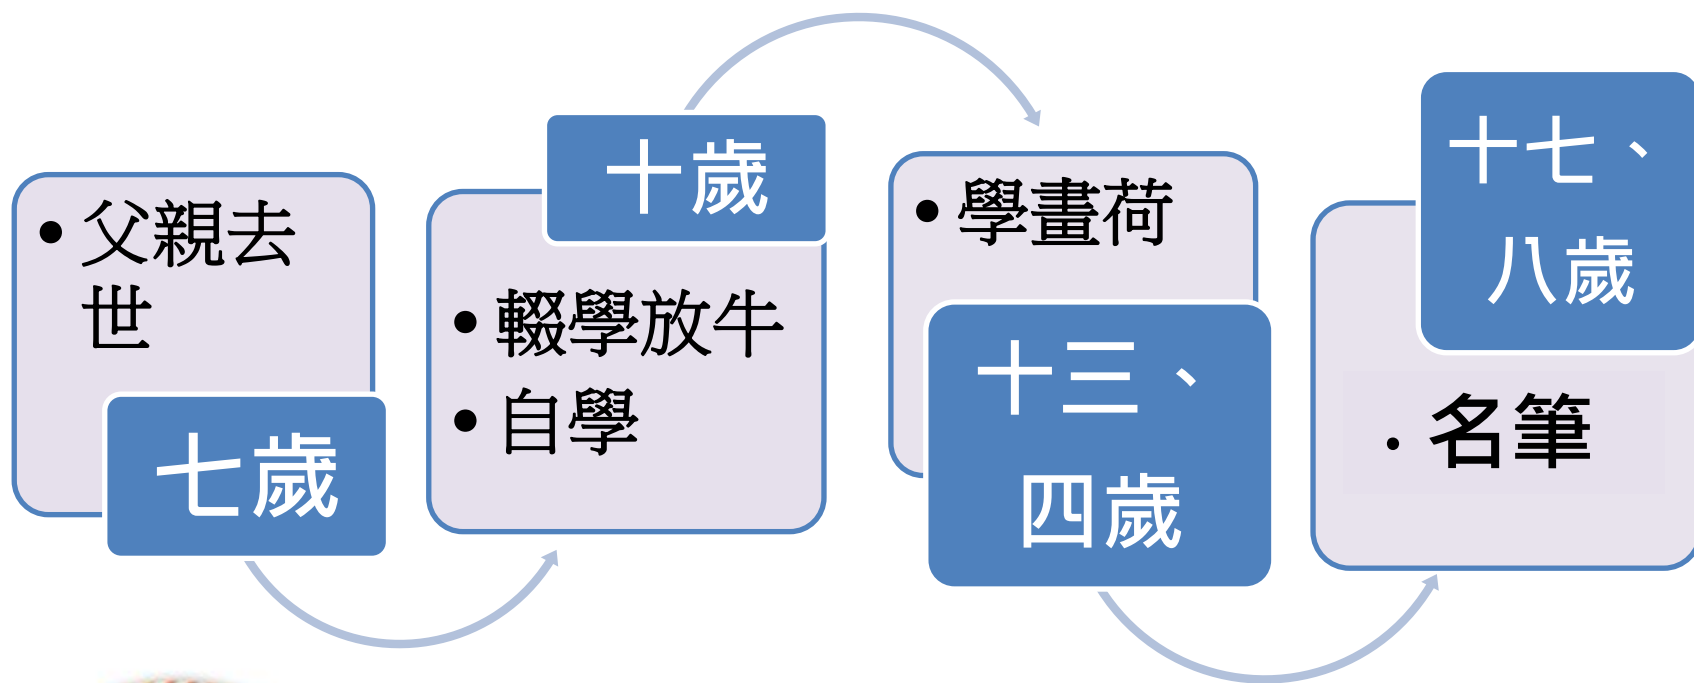 • 父親去
世
七歲
十歲
• 輟學放牛
• 自學
• 學畫荷
十三、
四歲
十七、
八歲
• 名筆